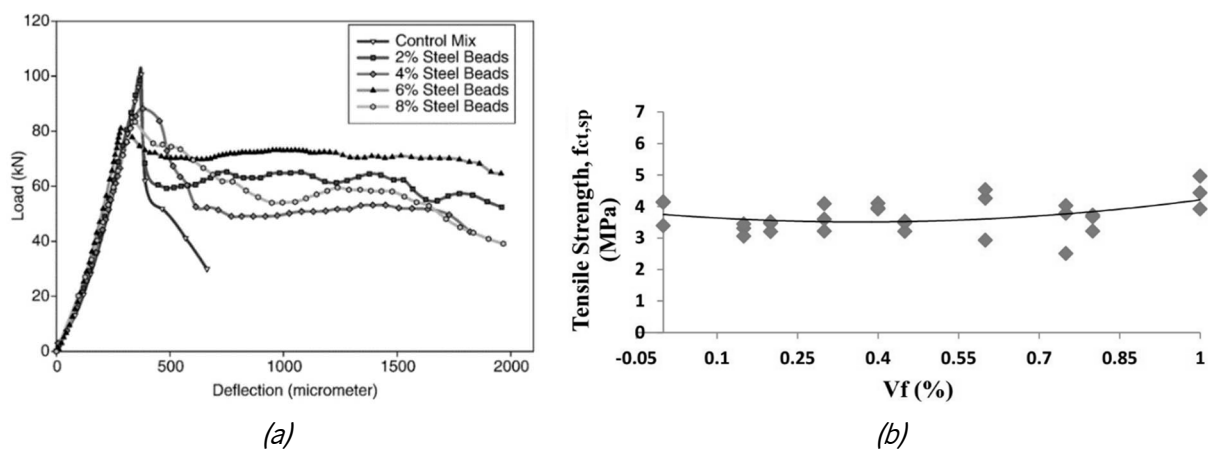 120
100
80
60
40
20
0
Load (kN)
Control Mix
2% Steel Beads
4% Steel Beads
6% Steel Beads
8% Steel Beads
0 500 1000 1500 2000
Deflection (micrometer)
(a)
Tensile Strength, fct,sp
(MPa)
7
6
5
4
3
2
1
0
-0.05 0.1 0.25 0.4 0.55 0.7 0.85 1
Vf (%)
(b)